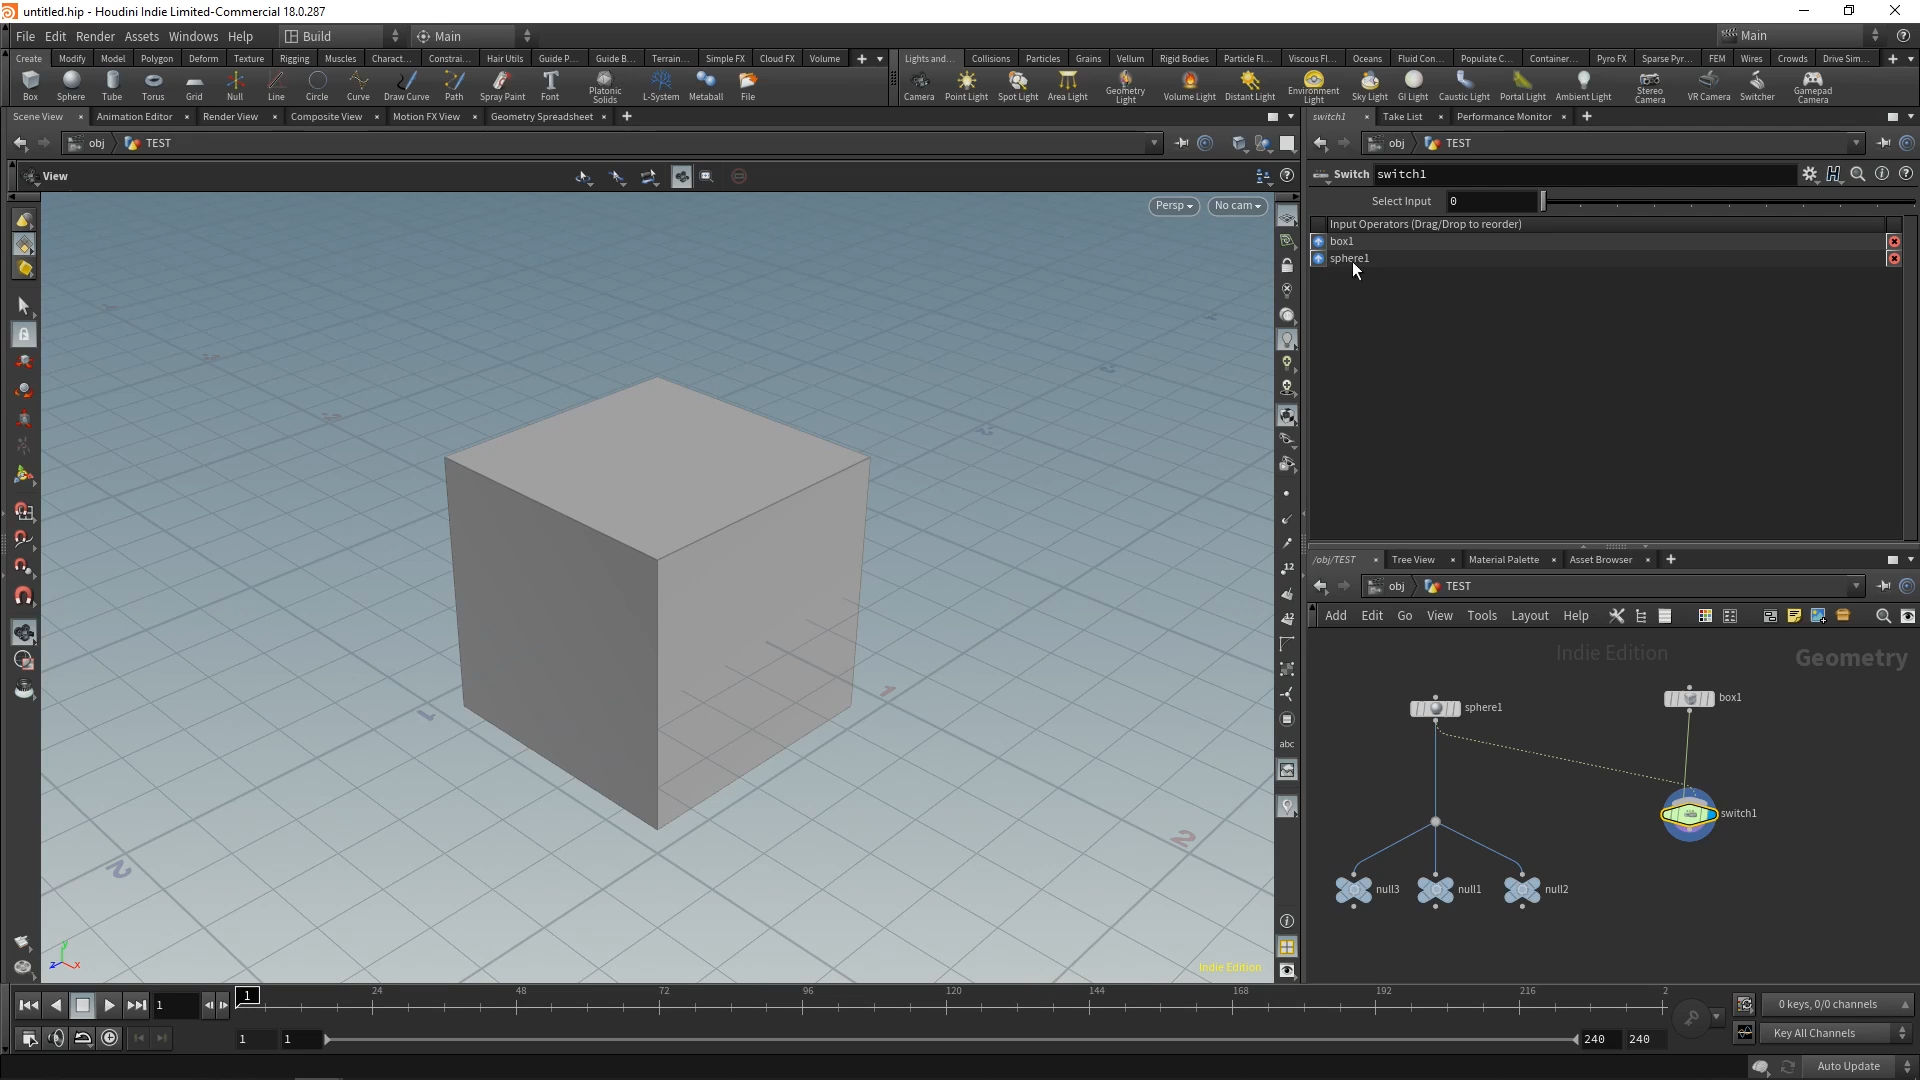 untitled.hip - Houdini Indie Limited-Commercial 18.0.287
File Edit Render Assets Windows Help Build Main Main
Create Modify Model Polygon Deform Texture Rigging Muscles Charact... Constrai... Hair Utils Guide P... Guide B... Terrain... Simple FX Cloud FX Volume
Lights and... Collisions Particles Grains Vellum Rigid Bodies Particle Fl... Viscous Fl... Oceans Fluid Con... Populate C... Container... Pyro FX Sparse Pyr... FEM Wires Crowds Drive Sim...
Box Sphere Tube Torus Grid Null Line Circle Curve Draw Curve Path Spray Paint Font Platonic Solids L-System Metaball File
Camera Point Light Spot Light Area Light Geometry Light Volume Light Distant Light Environment Light Sky Light GI Light Caustic Light Portal Light Ambient Light Stereo Camera VR Camera Switcher Gamepad Camera
Scene View Animation Editor Render View Composite View Motion FX View Geometry Spreadsheet
switch1 Take List Performance Monitor
obj TEST
obj TEST
View
Switch switch1
Persp No cam
Select Input 0
Input Operators (Drag/Drop to reorder)
box1
sphere1
/obj/TEST Tree View Material Palette Asset Browser
obj TEST
Add Edit Go View Tools Layout Help
Indie Edition Geometry
sphere1 box1
switch1
null3 null1 null2
1
2
1
2
12
12
abc
z y x
Indie Edition
1 1 24 48 72 96 120 144 168 192 216 2
0 keys, 0/0 channels
1 1 240 240 Key All Channels
Auto Update